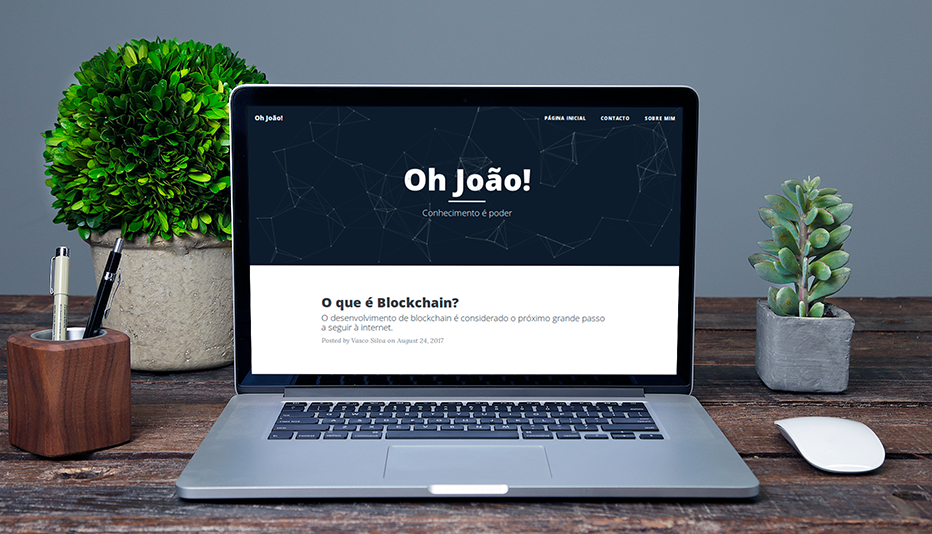 Oh João!
PÁGINA INICIAL CONTACTO SOBRE MIM
Oh João!
Conhecimento é poder
O que é Blockchain?
O desenvolvimento de blockchain é considerado o próximo grande passo
a seguir à internet.
Posted by Vasco Silva on August 24, 2017